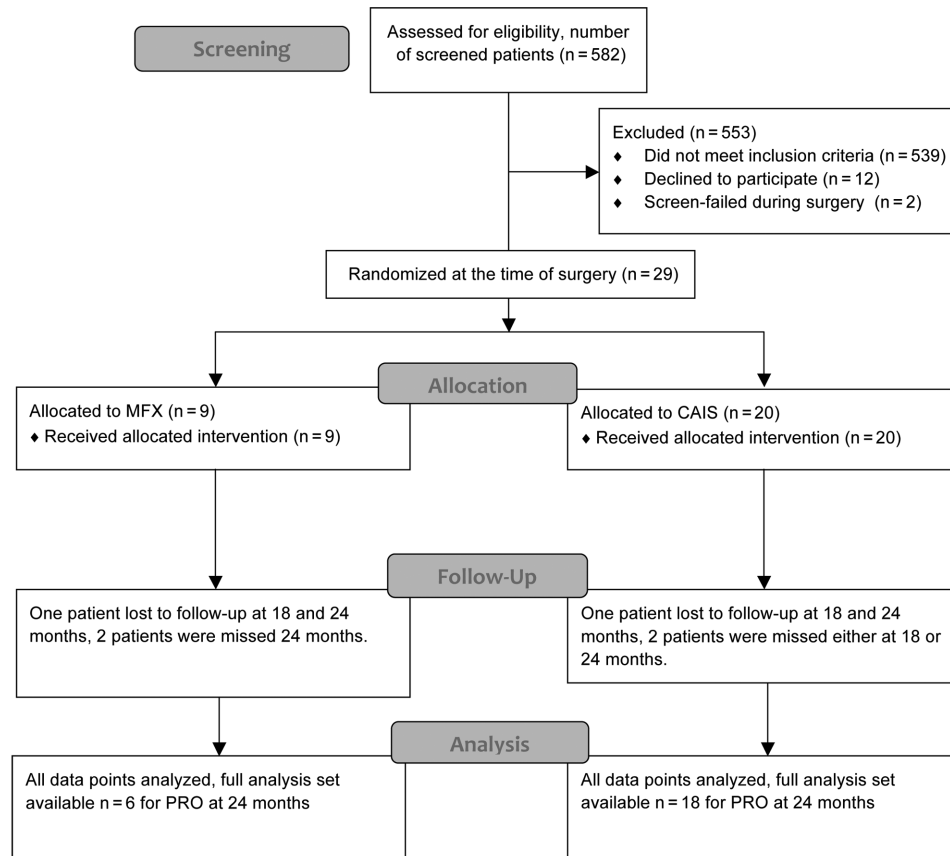 Screening
Assessed for eligibility, number
of screened patients (n = 582)
Excluded (n = 553)
♦ Did not meet inclusion criteria (n = 539)
♦ Declined to participate (n = 12)
♦ Screen-failed during surgery (n = 2)
Randomized at the time of surgery (n = 29)
Allocation
Allocated to MFX (n = 9)
♦ Received allocated intervention (n = 9)
Allocated to CAIS (n = 20)
♦ Received allocated intervention (n = 20)
Follow-Up
One patient lost to follow-up at 18 and 24
months, 2 patients were missed 24 months.
One patient lost to follow-up at 18 and 24
months, 2 patients were missed either at 18 or
24 months.
Analysis
All data points analyzed, full analysis set
available n = 6 for PRO at 24 months
All data points analyzed, full analysis set
available n = 18 for PRO at 24 months